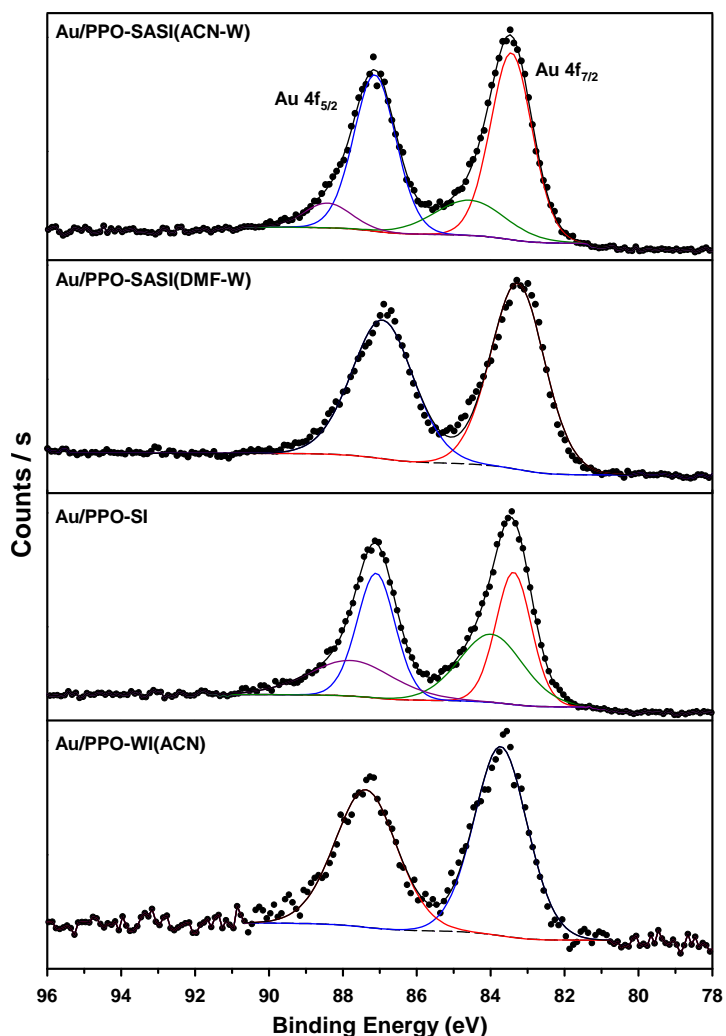 Au/PPO-SASI(ACN-W)
Au 4f5/2
Au 4f7/2
Au/PPO-SASI(DMF-W)
Au/PPO-SI
Au/PPO-WI(ACN)
Counts / s
96 94 92 90 88 86 84 82 80 78
Binding Energy (eV)